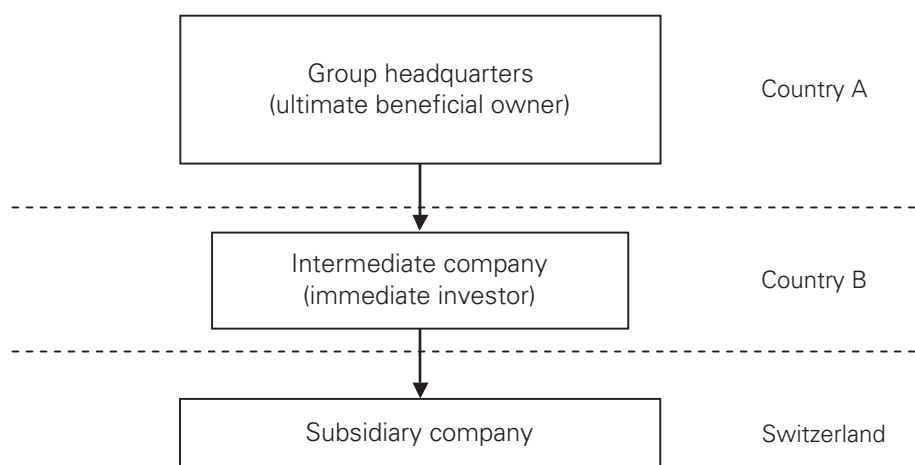 Group headquarters
(ultimate beneficial owner)
Country A
Intermediate company
(immediate investor)
Country B
Subsidiary company
Switzerland